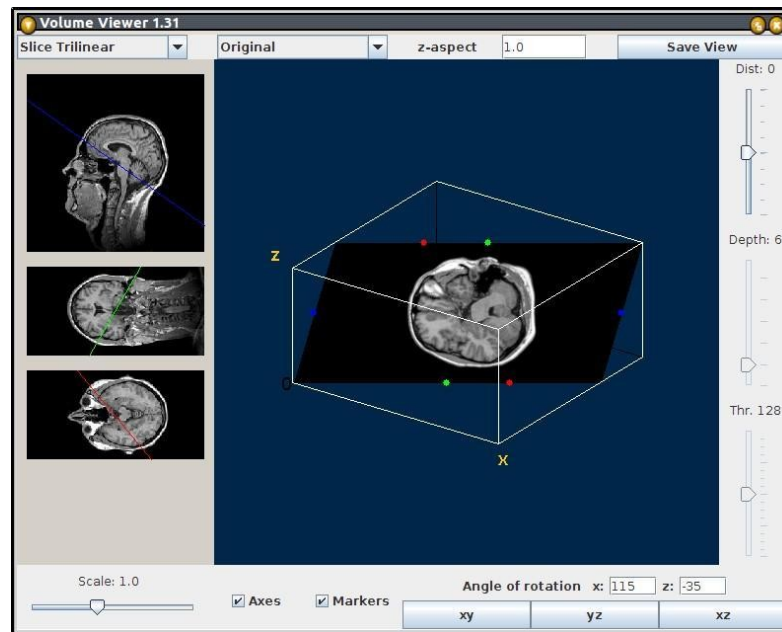 Volume Viewer 1.31
Slice Trilinear Original z-aspect 1.0 Save View
Dist: 0
Depth: 6
Z
0
Thr. 128
X
Scale: 1.0
Axes Markers Angle of rotation x: 115 z: -35
xy yz xz